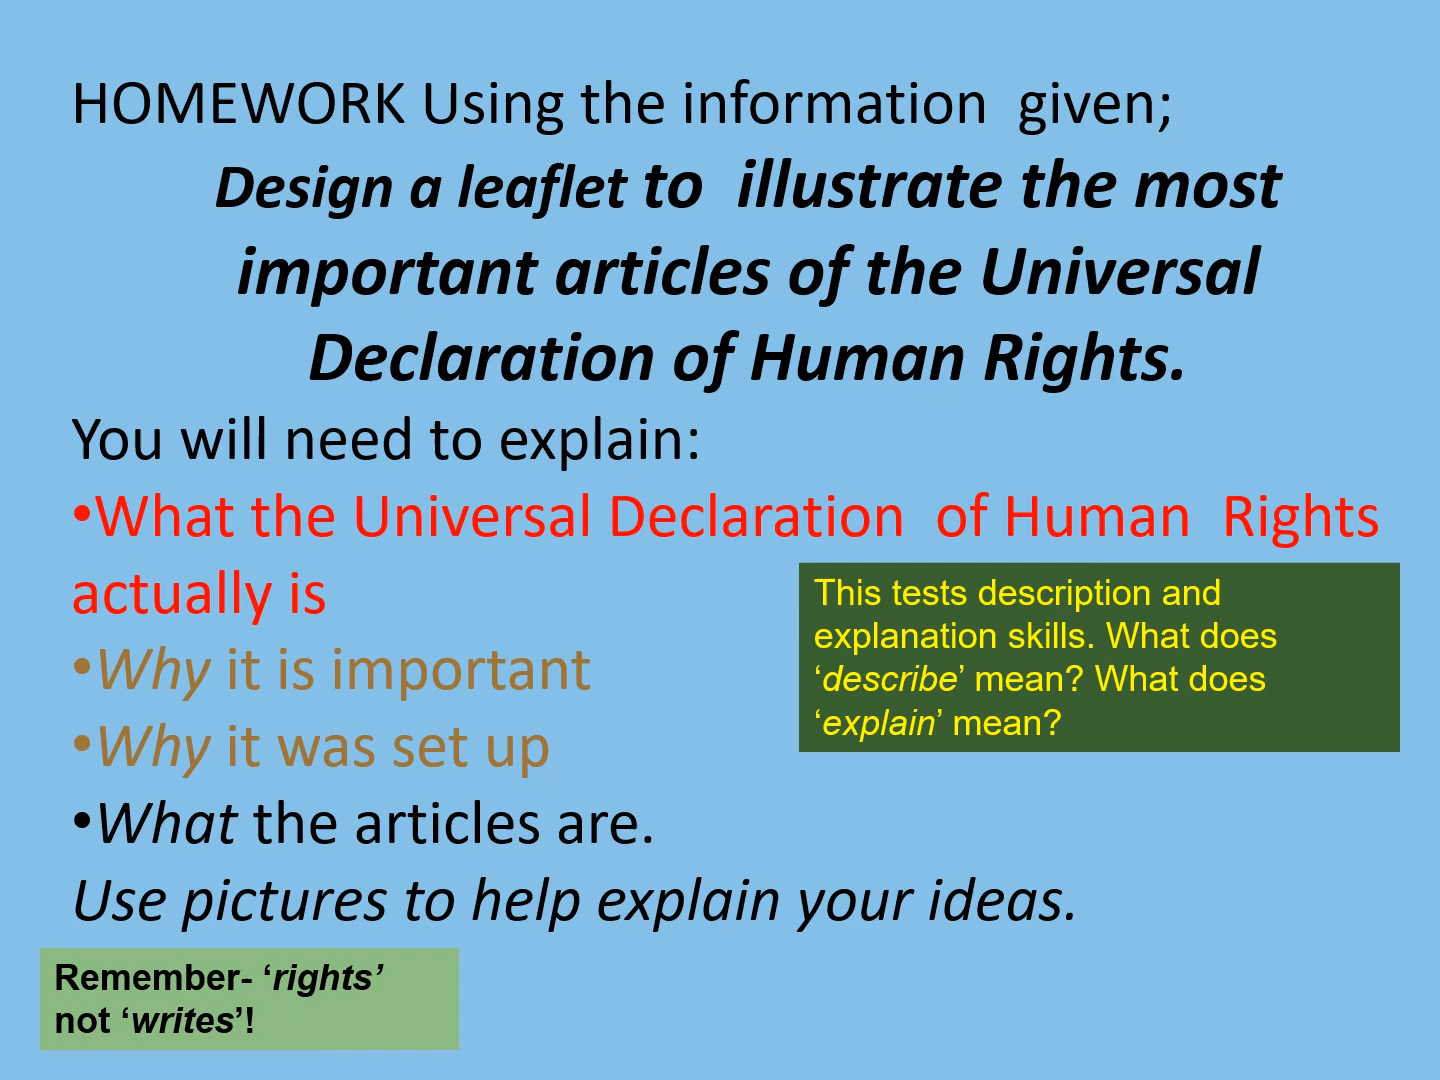 HOMEWORK Using the information  given;
Design a leaflet to  illustrate the most
important articles of the Universal
Declaration of Human Rights.
You will need to explain:
•What the Universal Declaration  of Human  Rights
actually is
•Why it is important
•Why it was set up
•What the articles are.
Use pictures to help explain your ideas.
This tests description and
explanation skills. What does
‘describe’ mean? What does
‘explain’ mean?
Remember- ‘rights’
not ‘writes’!